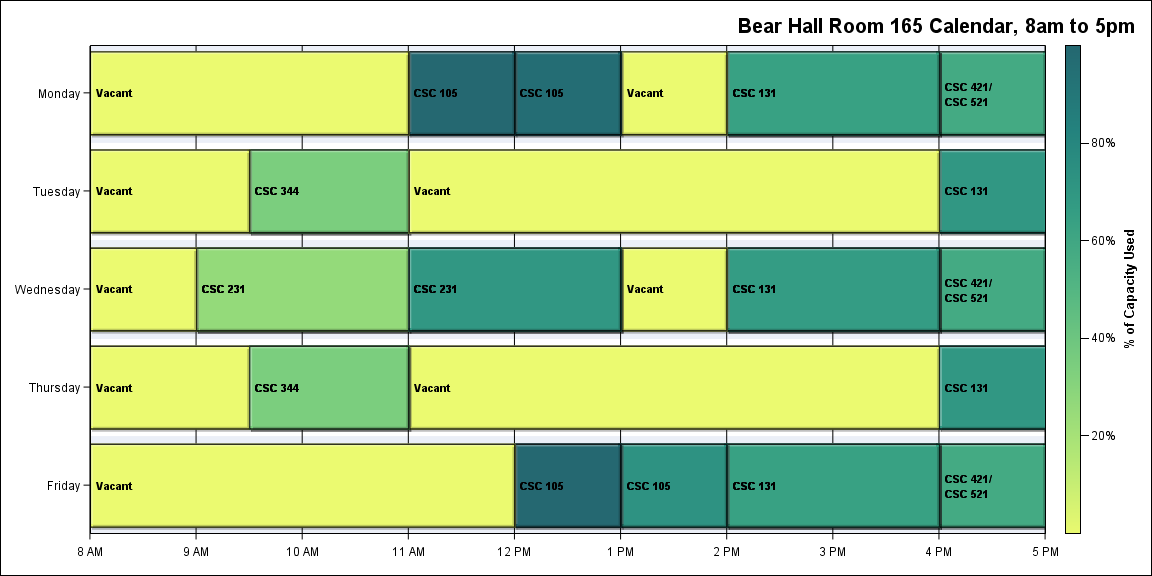 Bear Hall Room 165 Calendar, 8am to 5pm
Monday
Vacant
CSC 105
CSC 105
Vacant
CSC 131
CSC 421/
CSC 521
Tuesday
Vacant
CSC 344
Vacant
CSC 131
Wednesday
Vacant
CSC 231
CSC 231
Vacant
CSC 131
CSC 421/
CSC 521
Thursday
Vacant
CSC 344
Vacant
CSC 131
Friday
Vacant
CSC 105
CSC 105
CSC 131
CSC 421/
CSC 521
8 AM
9 AM
10 AM
11 AM
12 PM
1 PM
2 PM
3 PM
4 PM
5 PM
80%
60%
40%
20%
% of Capacity Used